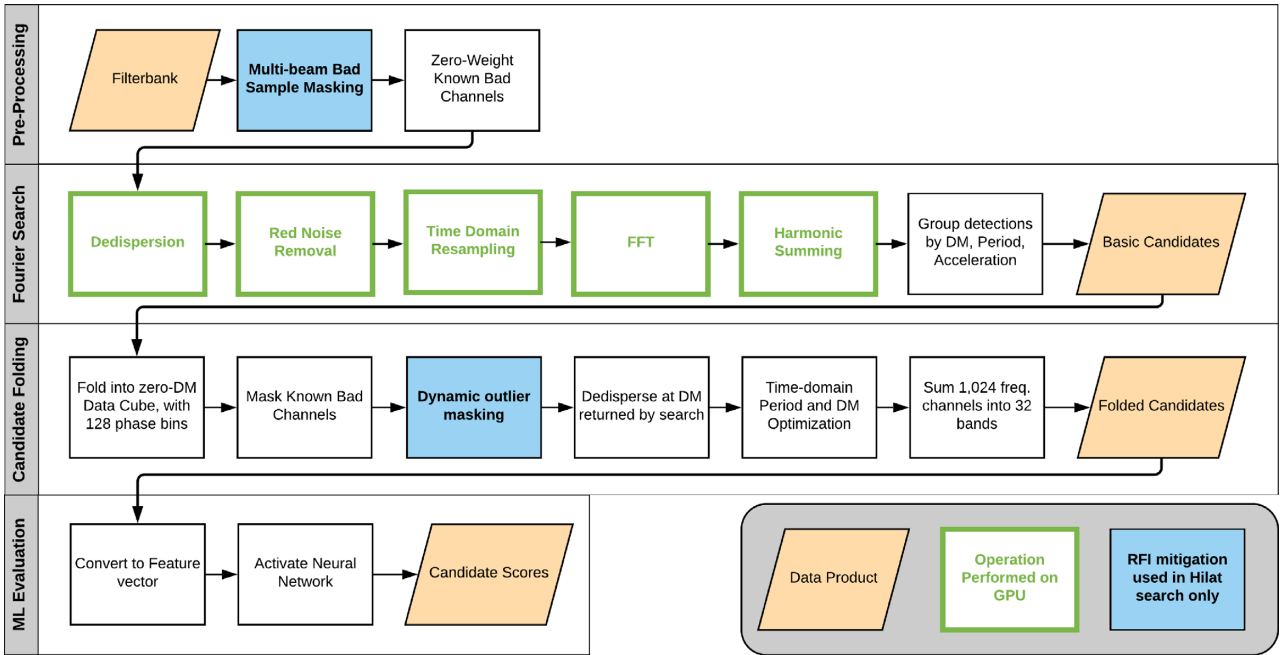 Pre-Processing
Filterbank
Multi-beam Bad
Sample Masking
Zero-Weight
Known Bad
Channels
Fourier Search
Dedispersion
Red Noise
Removal
Time Domain
Resampling
FFT
Harmonic
Summing
Group detections
by DM, Period,
Acceleration
Basic Candidates
Candidate Folding
Fold into zero-DM
Data Cube, with
128 phase bins
Mask Known Bad
Channels
Dynamic outlier
masking
Dedisperse at DM
returned by search
Time-domain
Period and DM
Optimization
Sum 1,024 freq.
channels into 32
bands
Folded Candidates
ML Evaluation
Convert to Feature
vector
Activate Neural
Network
Candidate Scores
Data Product
Operation
Performed on
GPU
RFI mitigation
used in Hilat
search only